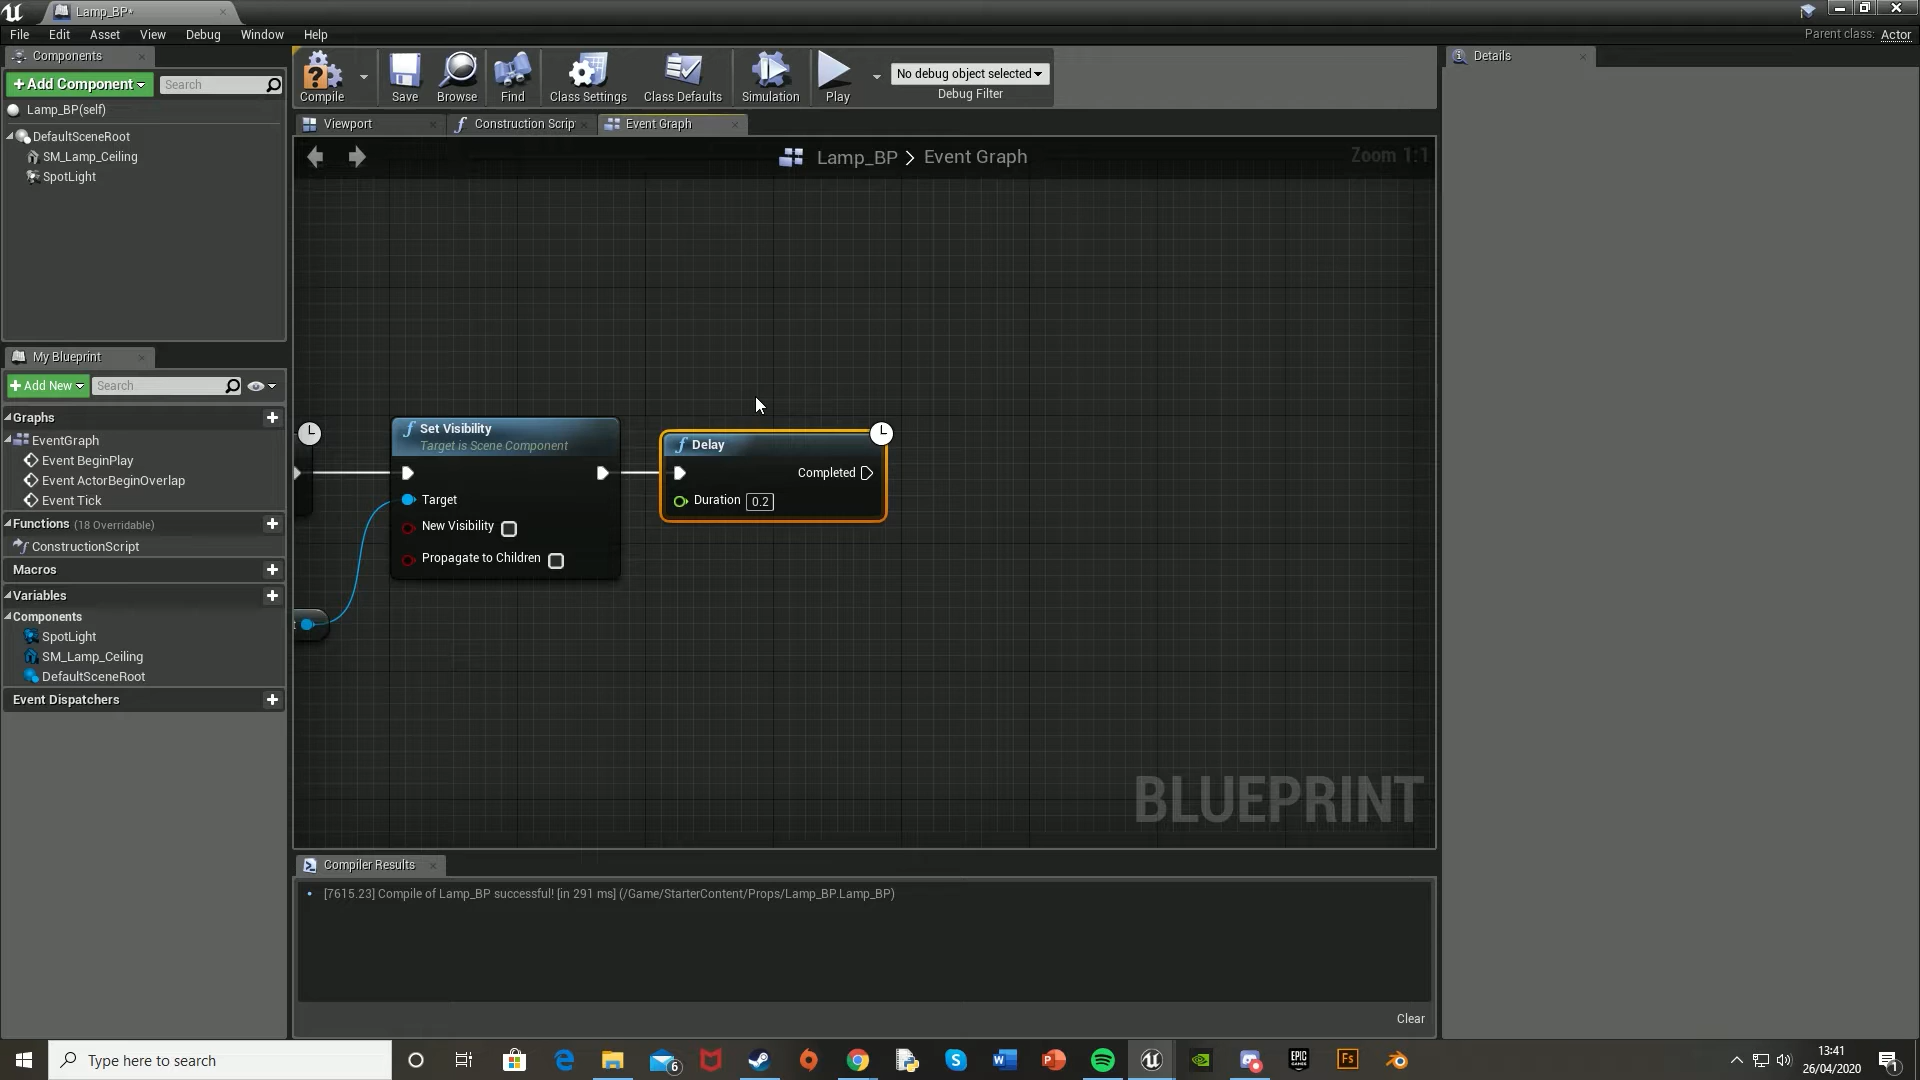 Lamp_BP*
File Edit Asset View Debug Window Help
Parent class: Actor
Components
+Add Component
Search
Lamp_BP(self)
DefaultSceneRoot
SM_Lamp_Ceiling
SpotLight
Compile
Save
Browse
Find
Class Settings
Class Defaults
Simulation
Play
No debug object selected
Debug Filter
Details
Viewport
Construction Scrip
Event Graph
Lamp_BP > Event Graph
Zoom 1:1
My Blueprint
+Add New
Search
Graphs
EventGraph
Event BeginPlay
Event ActorBeginOverlap
Event Tick
Functions (18 Overridable)
ConstructionScript
Macros
Variables
Components
SpotLight
SM_Lamp_Ceiling
DefaultSceneRoot
Event Dispatchers
f Set Visibility
Target is Scene Component
Target
New Visibility
Propagate to Children
f Delay
Completed
Duration 0.2
BLUEPRINT
Compiler Results
[7615.23] Compile of Lamp_BP successful! [in 291 ms] (/Game/StarterContent/Props/Lamp_BP.Lamp_BP)
Clear
Type here to search
6
EPIC GAMES
Fs
13:41
26/04/2020
1